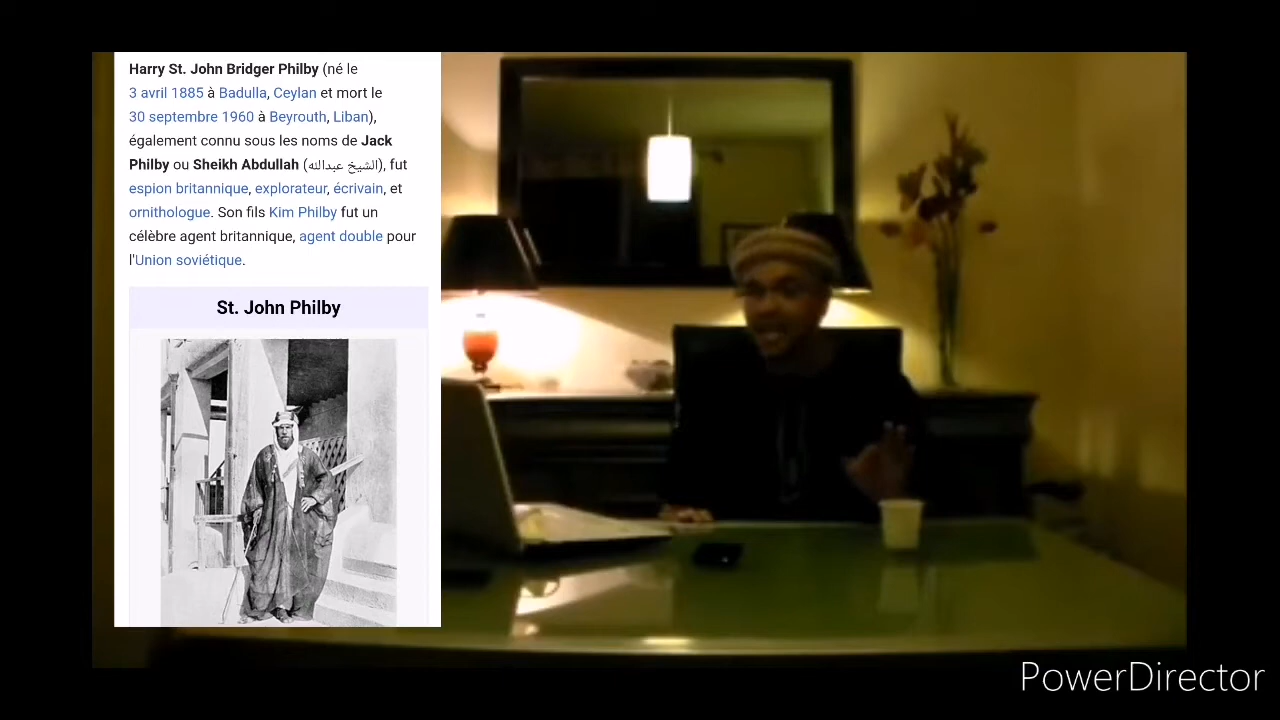 Harry St. John Bridger Philby (né le
3 avril 1885 à Badulla, Ceylan et mort le
30 septembre 1960 à Beyrouth, Liban),
également connu sous les noms de Jack
Philby ou Sheikh Abdullah (الشيخ عبدالله), fut
espion britannique, explorateur, écrivain, et
ornithologue. Son fils Kim Philby fut un
célèbre agent britannique, agent double pour
l'Union soviétique.
St. John Philby
PowerDirector